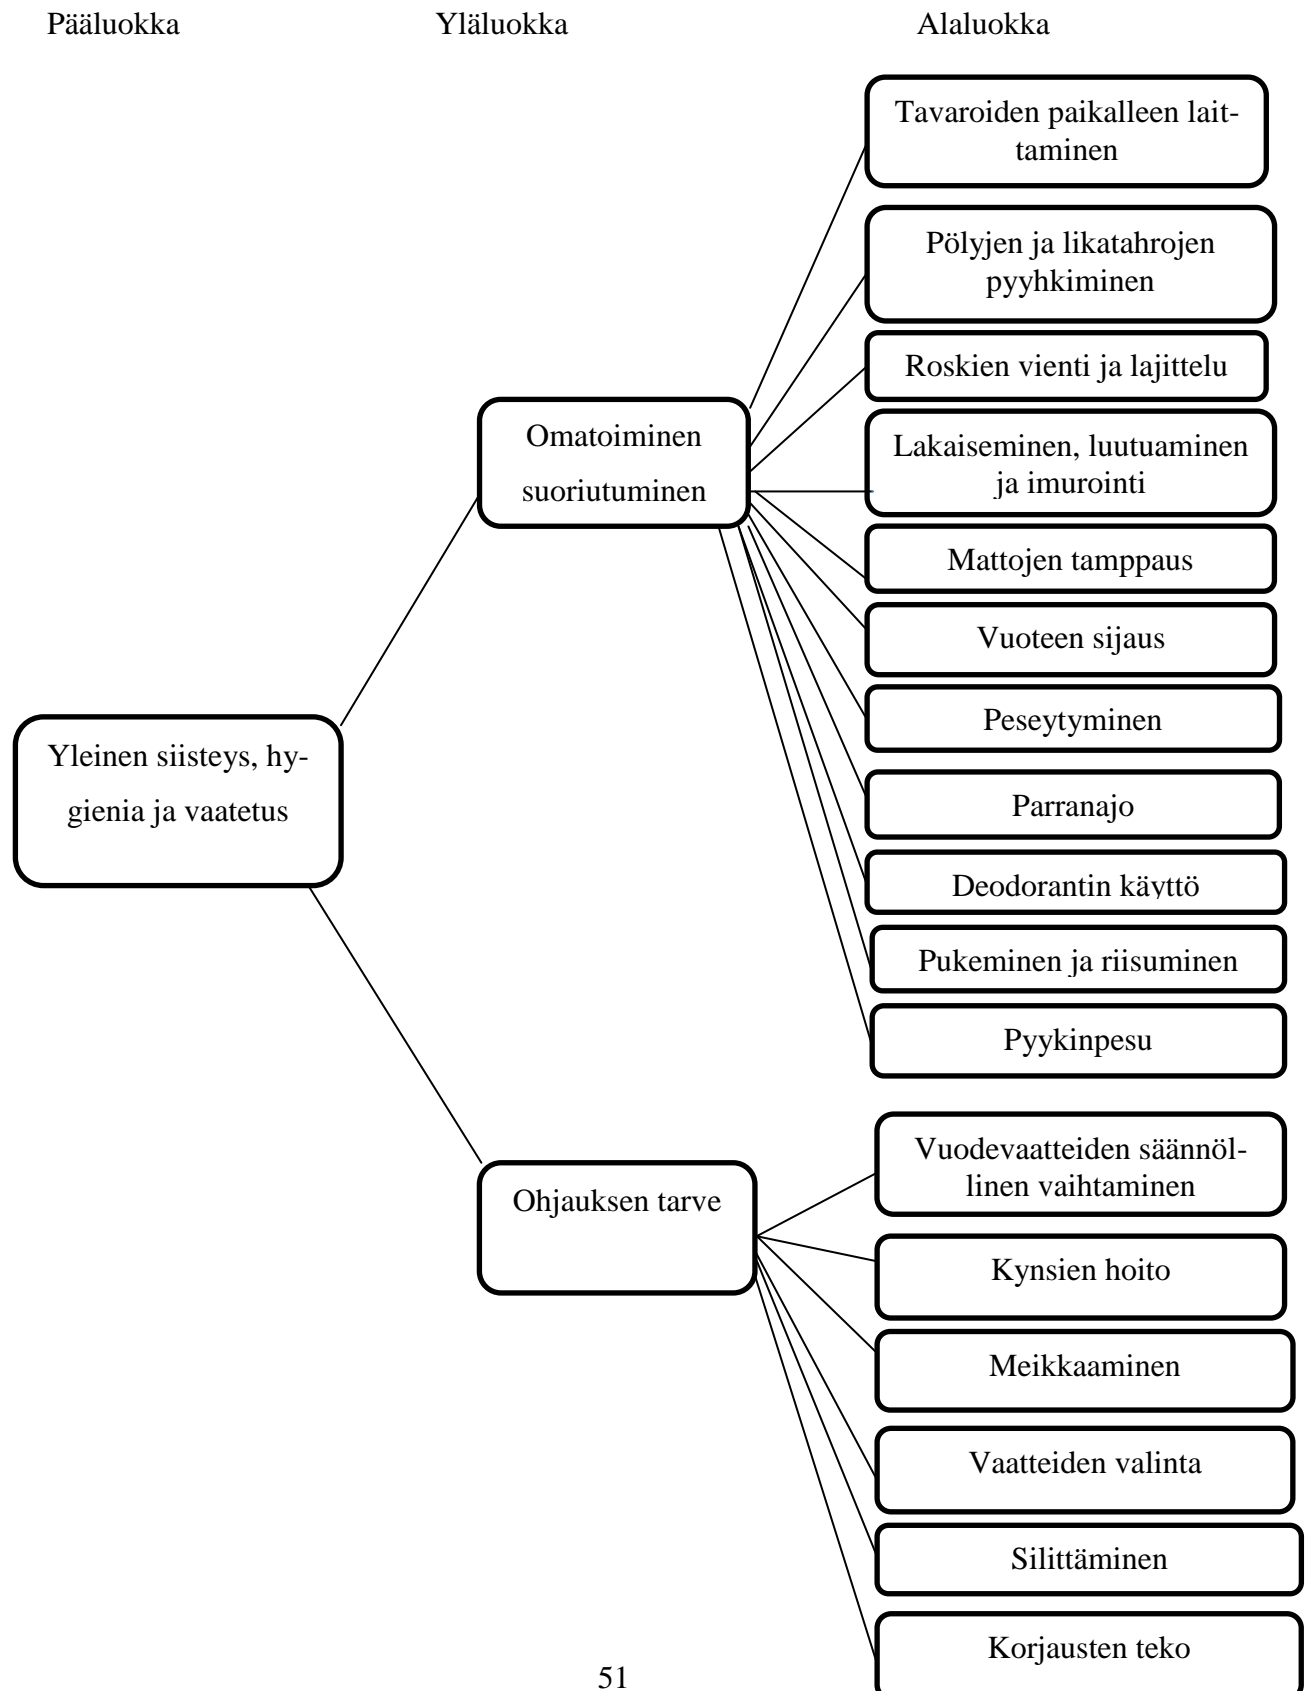 Pääluokka
Yläluokka
Alaluokka
Tavaroiden paikalleen lait-
taminen
Pölyjen ja likatahrojen
pyyhkiminen
Roskien vienti ja lajittelu
Omatoiminen
suoriutuminen
Lakaiseminen, luutuaminen
ja imurointi
Mattojen tamppaus
Vuoteen sijaus
Peseytyminen
Yleinen siisteys, hy-
gienia ja vaatetus
Parranajo
Deodorantin käyttö
Pukeminen ja riisuminen
Pyykinpesu
Ohjauksen tarve
Vuodevaatteiden säännöl-
linen vaihtaminen
Kynsien hoito
Meikkaaminen
Vaatteiden valinta
Silittäminen
Korjausten teko
51